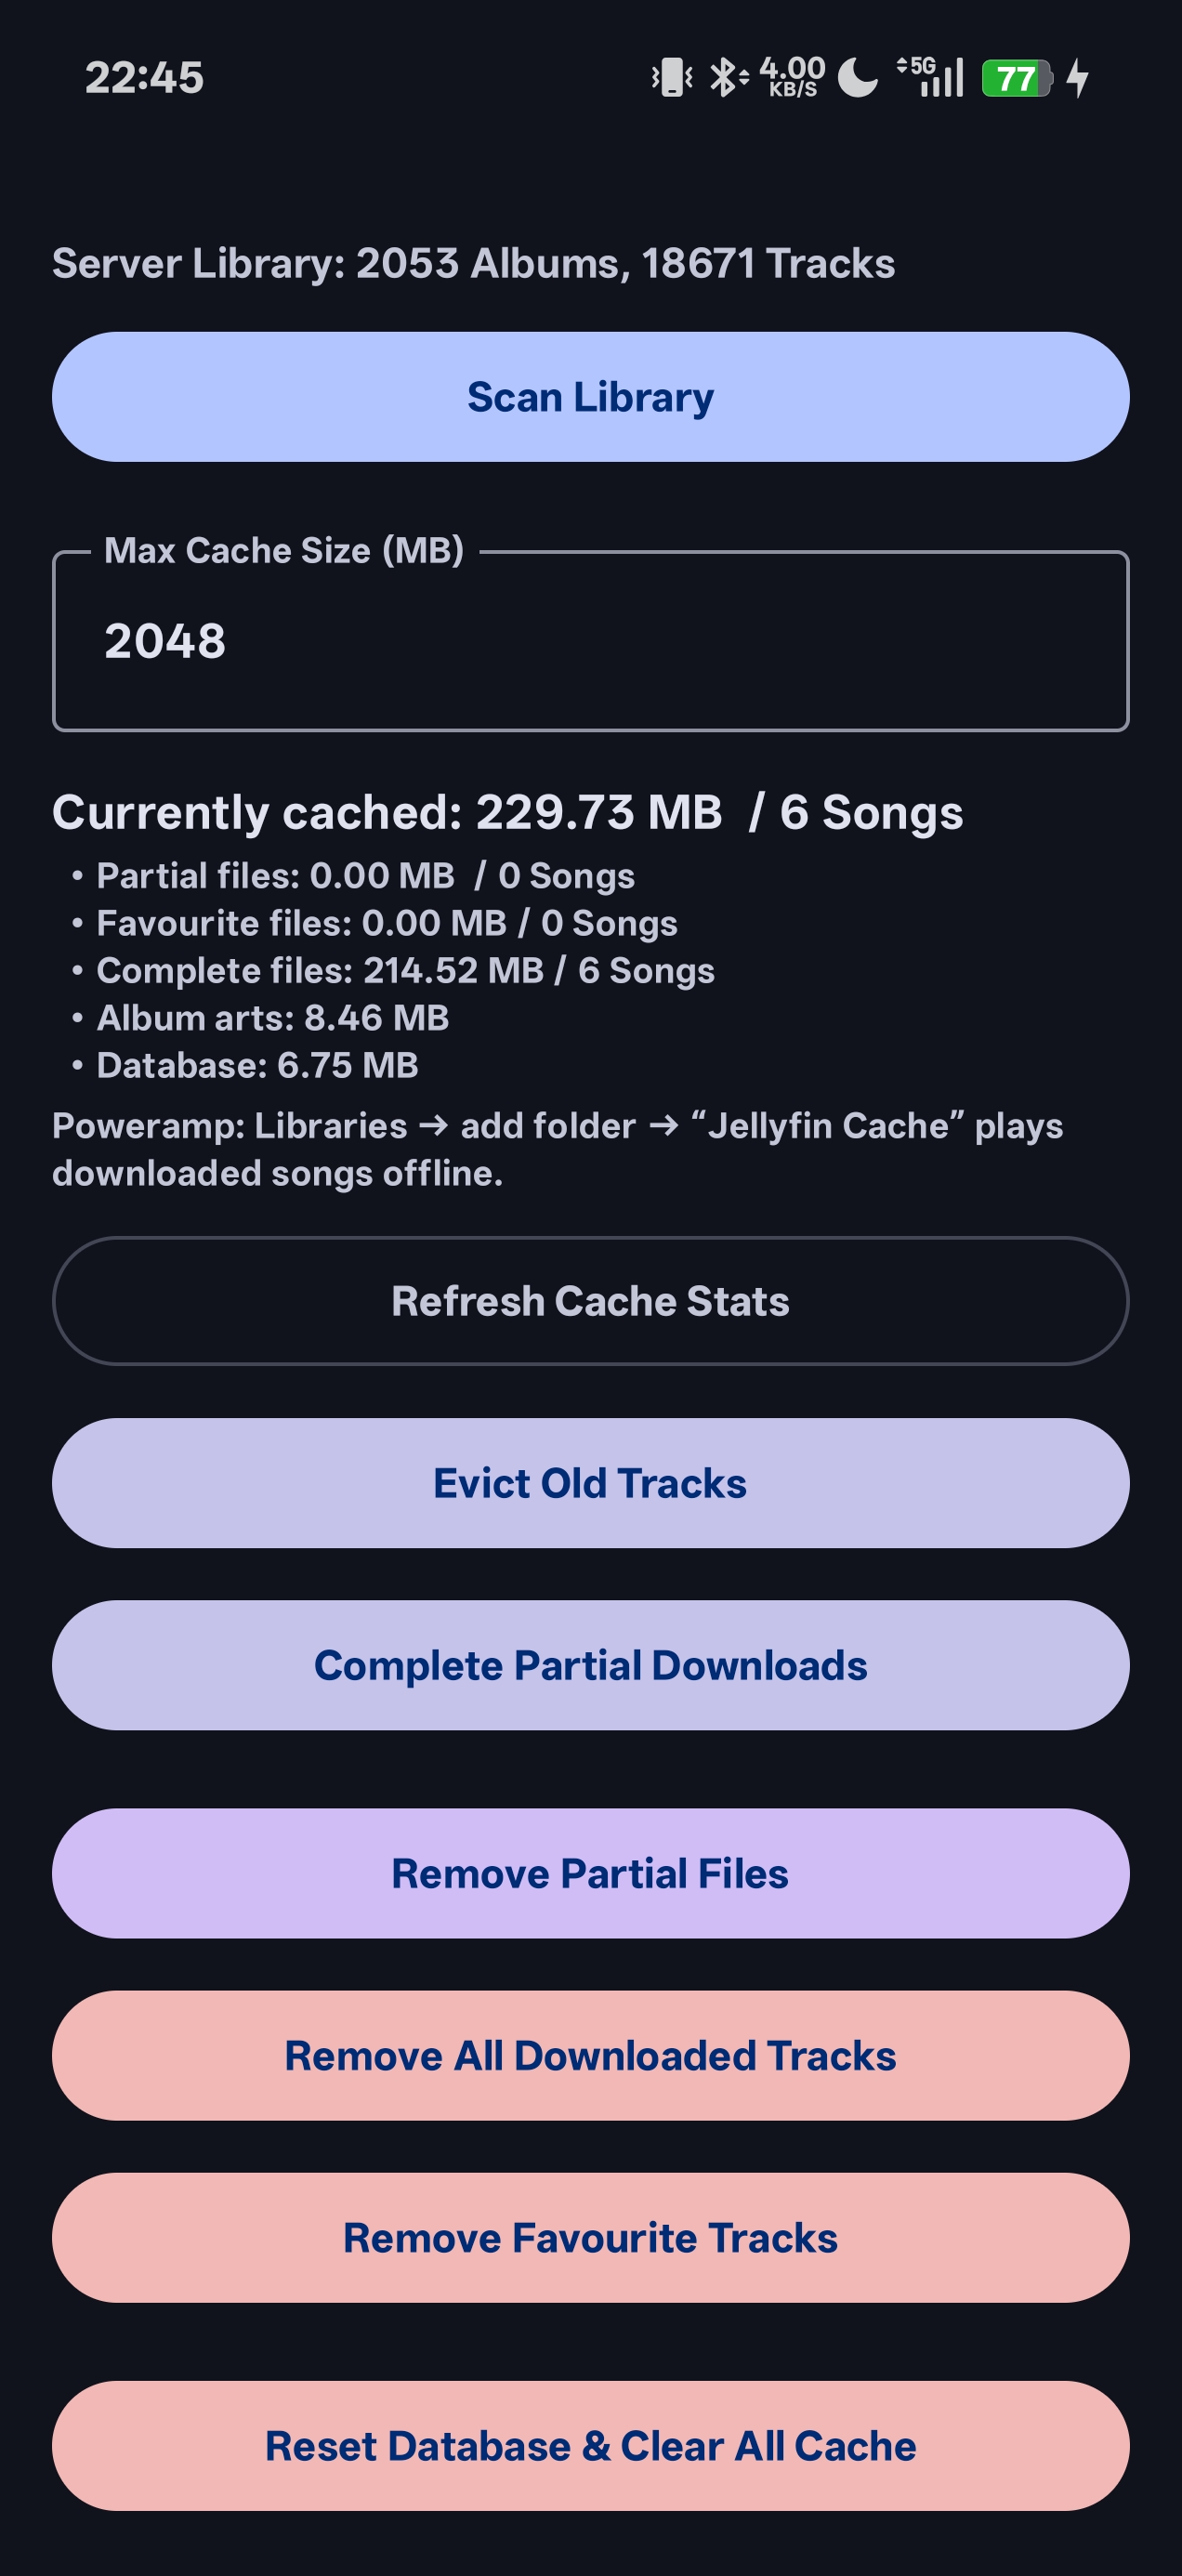 22:45
4.00
KB/S
5G
77
Server Library: 2053 Albums, 18671 Tracks
Scan Library
Max Cache Size (MB)
2048
Currently cached: 229.73 MB / 6 Songs
• Partial files: 0.00 MB / 0 Songs
• Favourite files: 0.00 MB / 0 Songs
• Complete files: 214.52 MB / 6 Songs
• Album arts: 8.46 MB
• Database: 6.75 MB
Poweramp: Libraries → add folder → “Jellyfin Cache” plays
downloaded songs offline.
Refresh Cache Stats
Evict Old Tracks
Complete Partial Downloads
Remove Partial Files
Remove All Downloaded Tracks
Remove Favourite Tracks
Reset Database & Clear All Cache